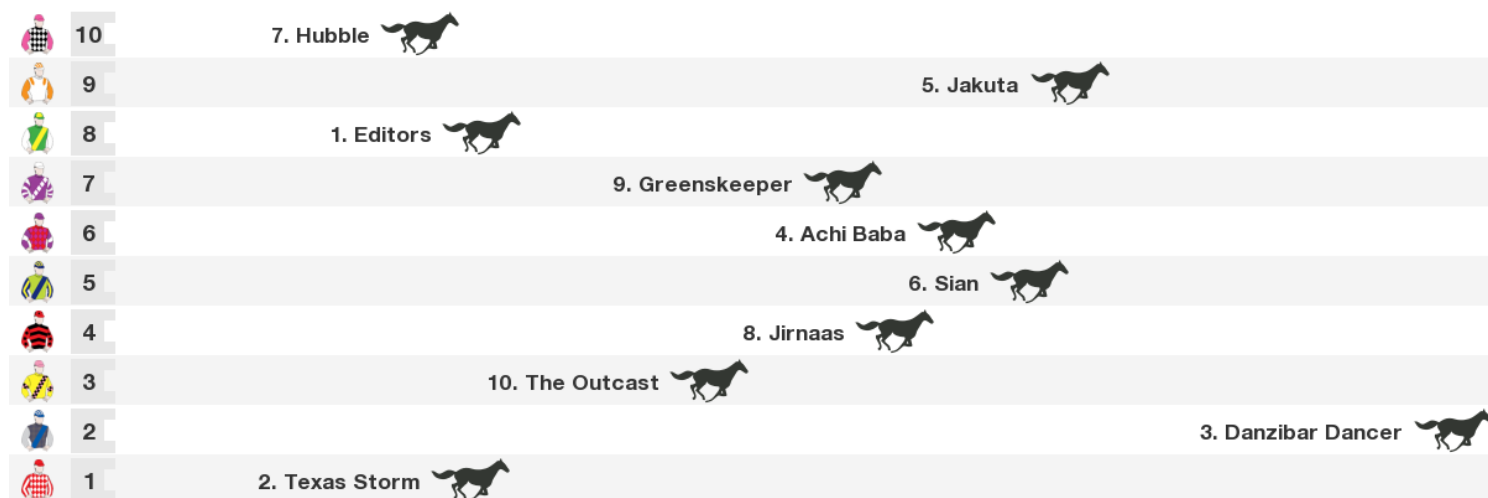 10 7. Hubble
9 5. Jakuta
8 1. Editors
7 9. Greenskeeper
6 4. Achi Baba
5 6. Sian
4 8. Jirnaas
3 10. The Outcast
2 3. Danzibar Dancer
1 2. Texas Storm